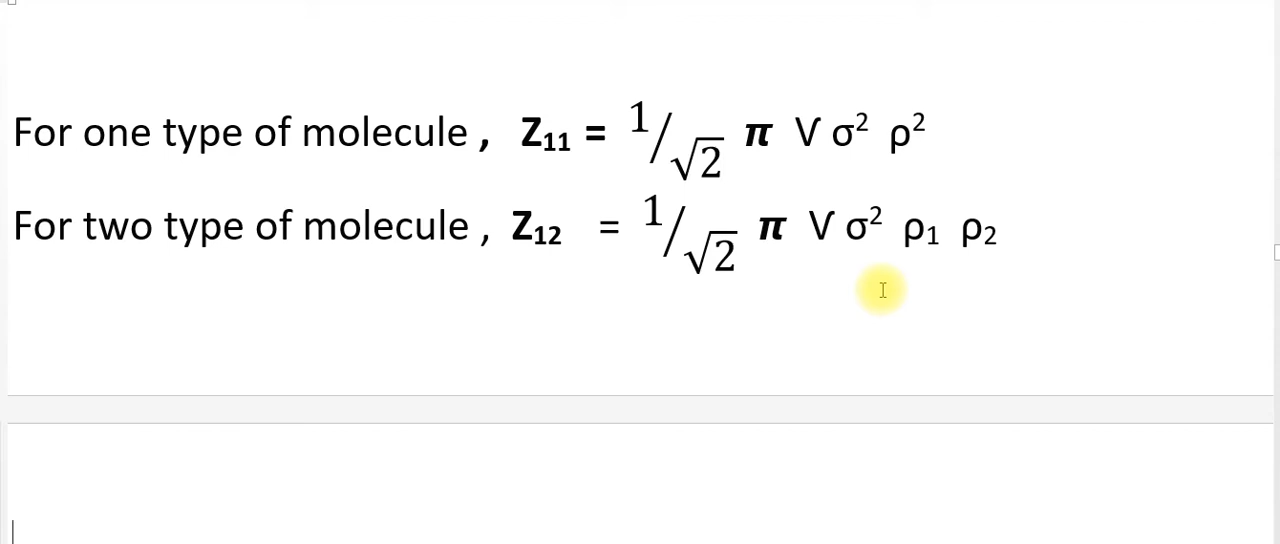 For one type of molecule , Z₁₁ = 1/√2 π V σ² ρ²
For two type of molecule , Z₁₂ = 1/√2 π V σ² ρ₁ ρ₂